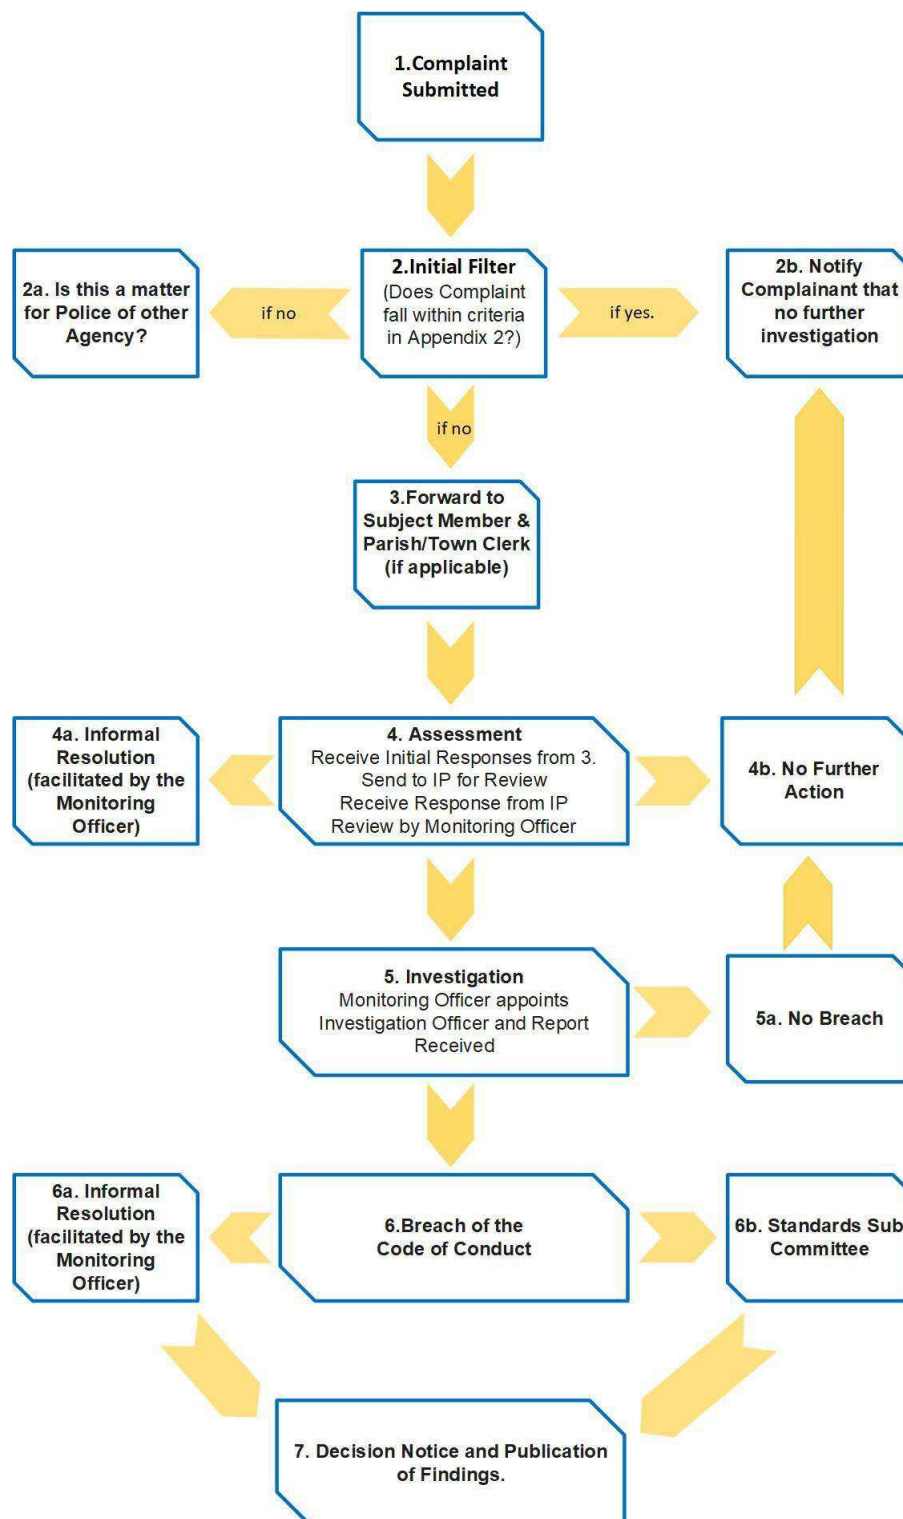 1.Complaint
Submitted
2a. Is this a matter
for Police of other
Agency?
if no
2.Initial Filter
(Does Complaint
fall within criteria
in Appendix 2?)
if yes.
2b. Notify
Complainant that
no further
investigation
if no
3.Forward to
Subject Member &
Parish/Town Clerk
(if applicable)
4a. Informal
Resolution
(facilitated by the
Monitoring
Officer)
4. Assessment
Receive Initial Responses from 3.
Send to IP for Review
Receive Response from IP
Review by Monitoring Officer
4b. No Further
Action
5. Investigation
Monitoring Officer appoints
Investigation Officer and Report
Received
5a. No Breach
6a. Informal
Resolution
(facilitated by the
Monitoring
Officer)
6.Breach of the
Code of Conduct
6b. Standards Sub
Committee
7. Decision Notice and Publication
of Findings.